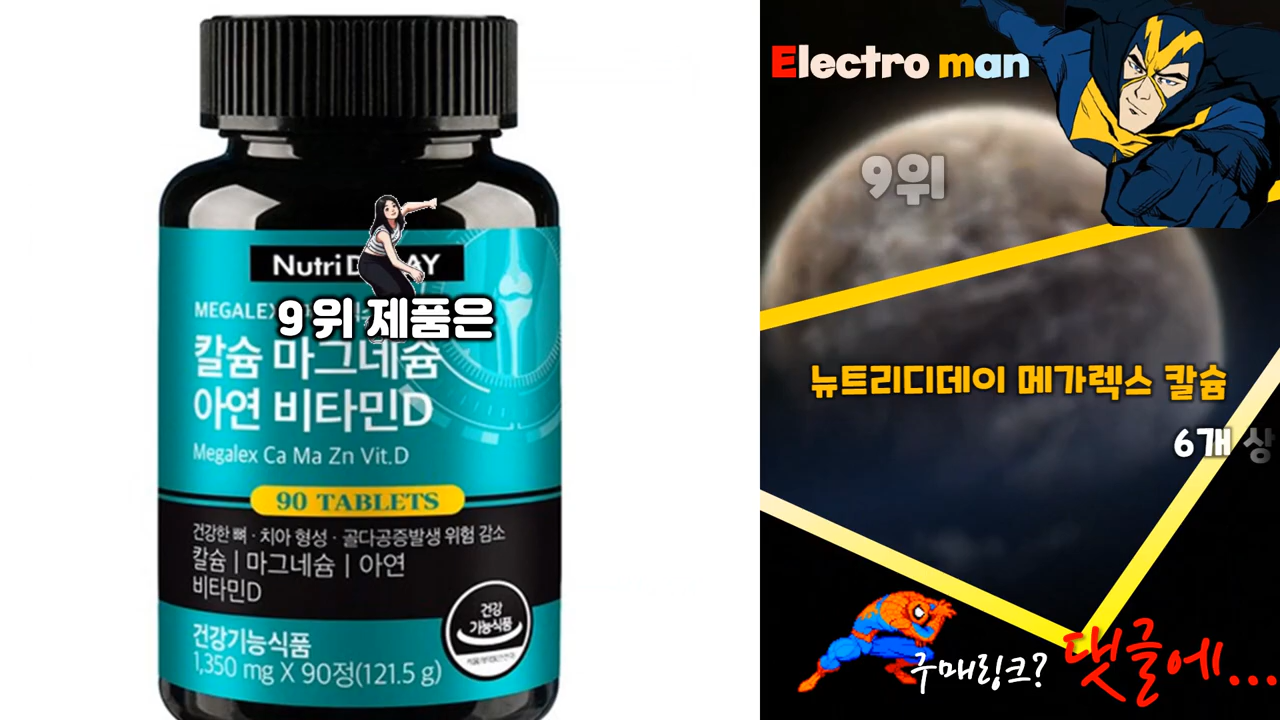 Nutri D AY
MEGALEX
9 위 제품은
칼슘 마그네슘
아연 비타민D
Megalex Ca Ma Zn Vit.D
90 TABLETS
건강한 뼈 · 치아 형성 · 골다공증발생 위험 감소
칼슘 | 마그네슘 | 아연
비타민D
건강
기능식품
건강기능식품
1,350 mg X 90정(121.5 g)
Electro man
9위
뉴트리디데이 메가렉스 칼슘
6개 상
구매링크?
댓글에...